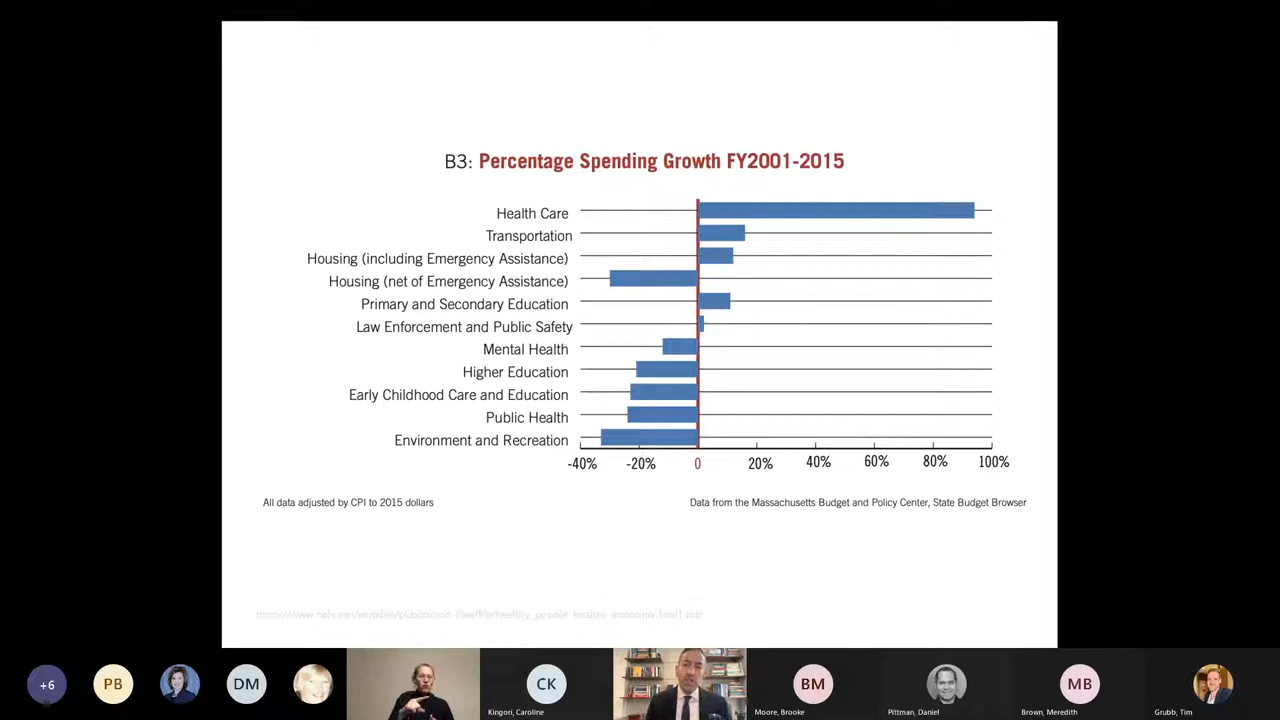 B3: Percentage Spending Growth FY2001-2015
Health Care
Transportation
Housing (including Emergency Assistance)
Housing (net of Emergency Assistance)
Primary and Secondary Education
Law Enforcement and Public Safety
Mental Health
Higher Education
Early Childhood Care and Education
Public Health
Environment and Recreation
-40% -20% 0 20% 40% 60% 80% 100%
All data adjusted by CPI to 2015 dollars
Data from the Massachusetts Budget and Policy Center, State Budget Browser
+6 PB DM CK BM MB
Kingori, Caroline Moore, Brooke Pittman, Daniel Brown, Meredith Grubb, Tim